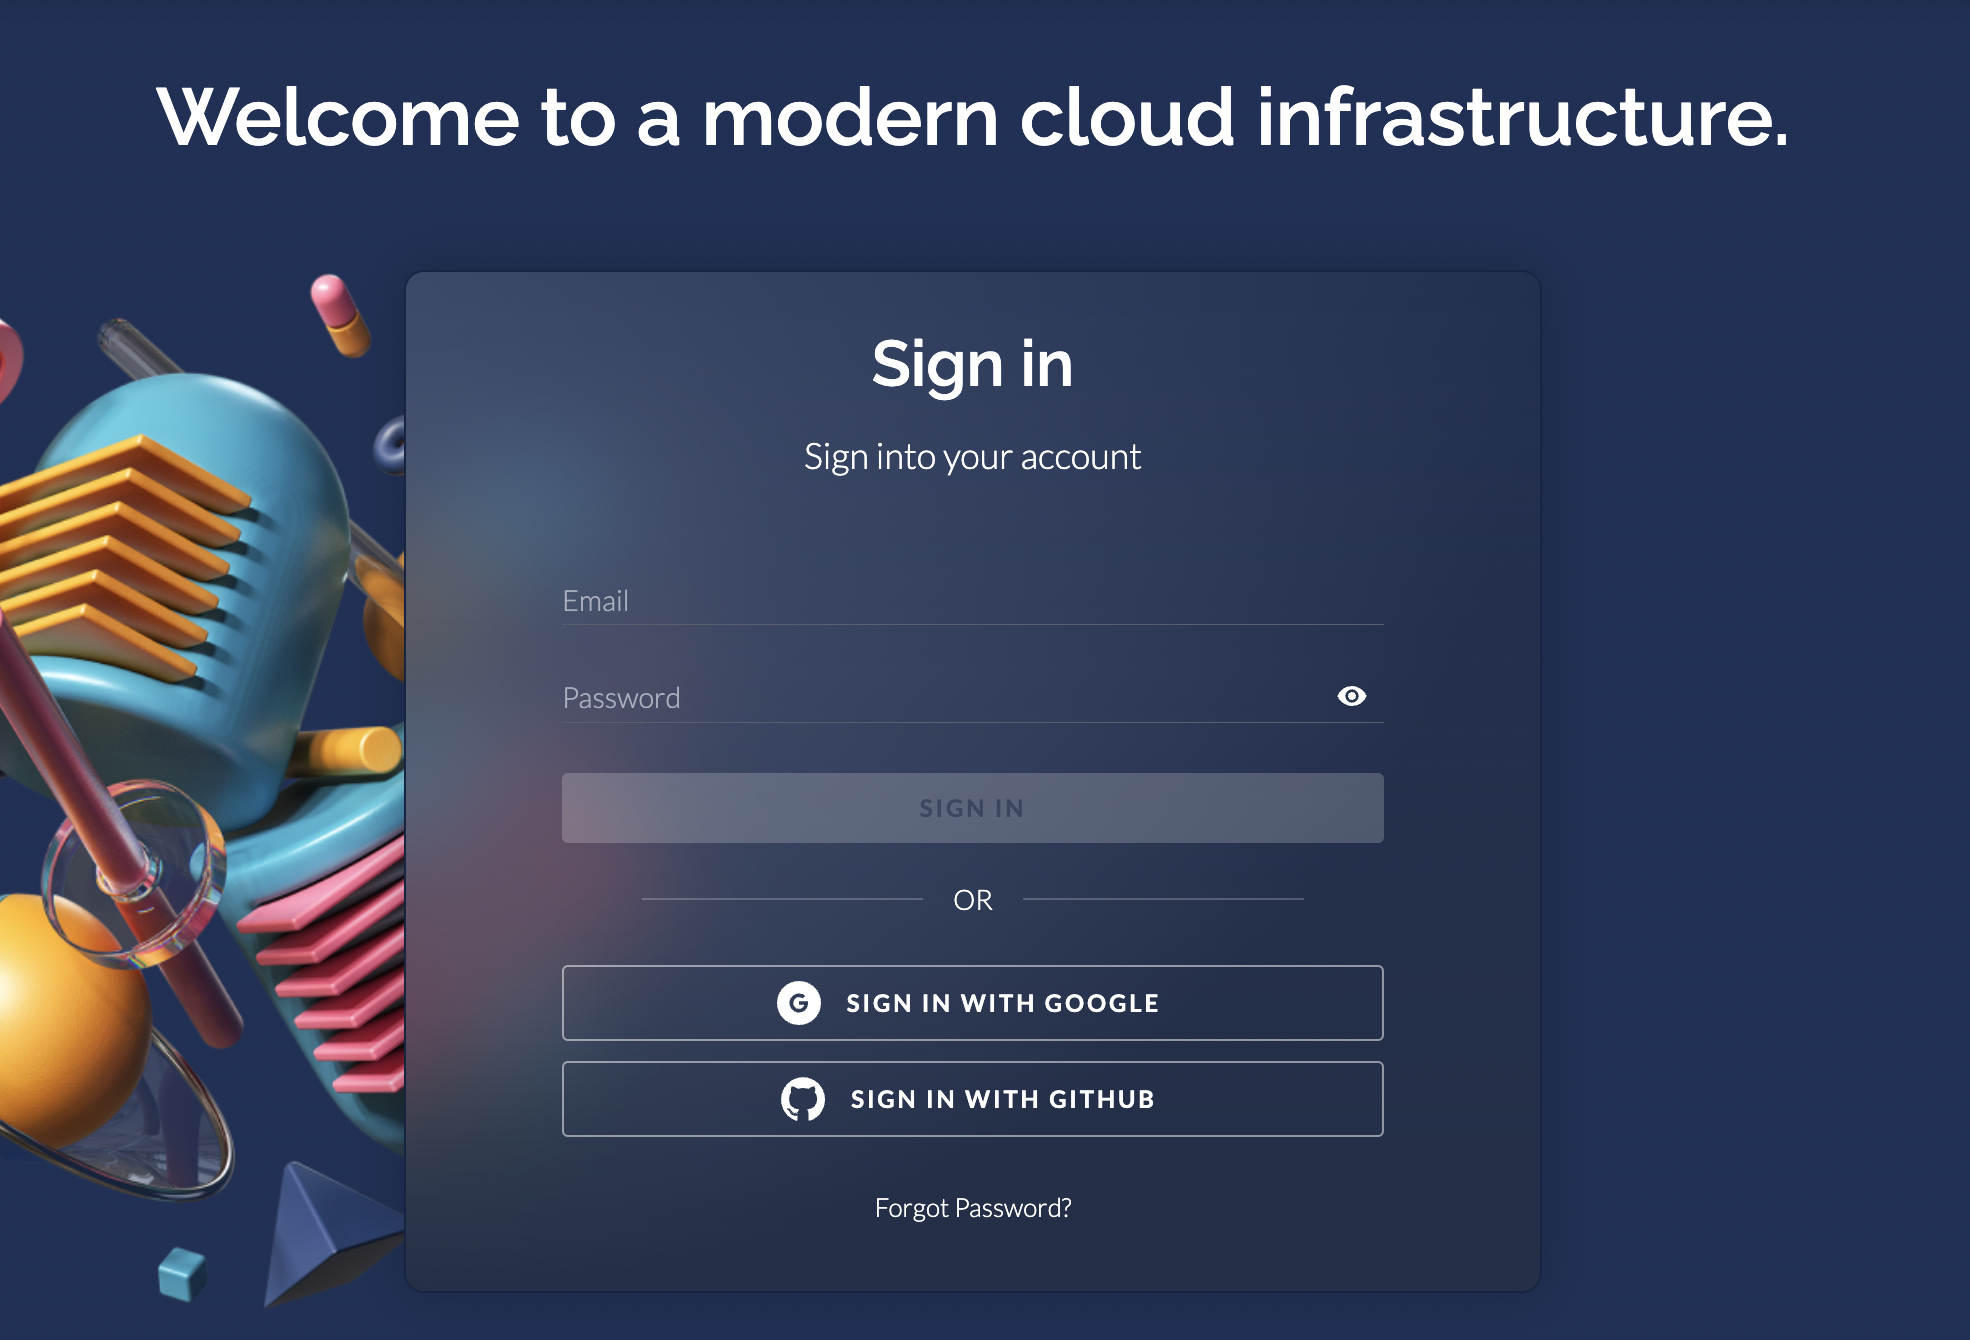 Welcome to a modern cloud infrastructure.
Sign in
Sign into your account
Email
Password
SIGN IN
OR
G SIGN IN WITH GOOGLE
SIGN IN WITH GITHUB
Forgot Password?